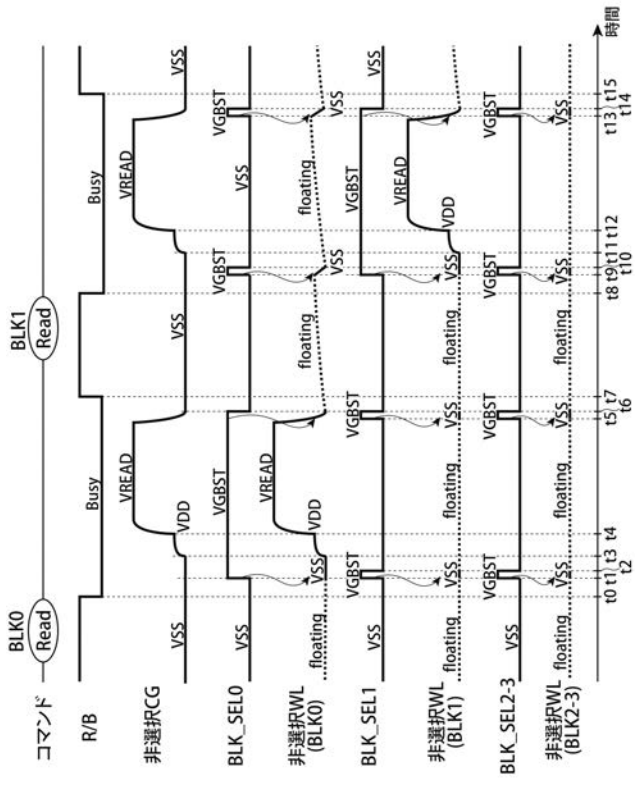 BLK0
BLK1
コマンド Read Read
R/B Busy Busy
非選択CG VSS VDD VREAD VSS VREAD VSS
BLK_SEL0 VSS VGBST VGBST VSS VGBST
非選択WL
(BLK0)
floating VSS VDD VREAD floating VSS floating VSS
BLK_SEL1 VSS VGBST VGBST VGBST VSS
非選択WL
(BLK1)
floating VSS floating VSS floating VSS VDD VREAD
BLK_SEL2-3 VSS VGBST VGBST VGBST VGBST
非選択WL
(BLK2-3)
floating VSS floating VSS floating VSS floating VSS
t0 t1 t2 t3 t4 t5 t6 t7 t8 t9 t10 t11 t12 t13 t14 t15
時間